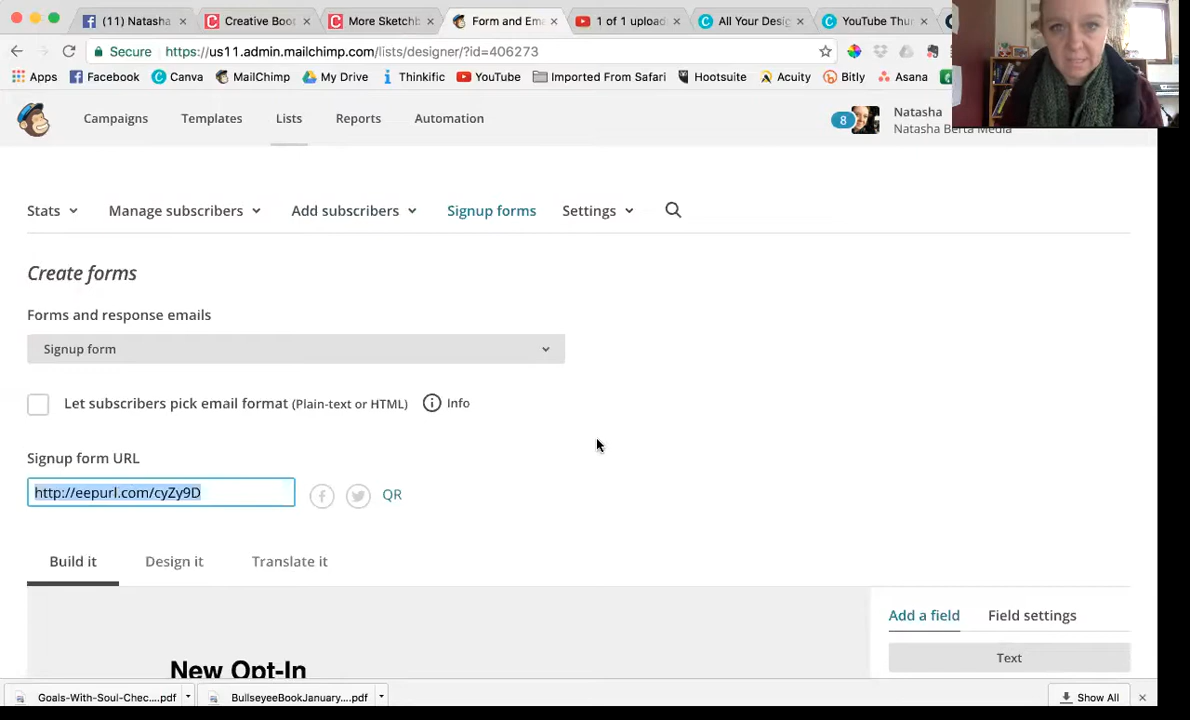 (11) Natasha
Creative Boo
More Sketchb
Form and Ema
1 of 1 upload
All Your Desig
YouTube Thu
Secure https://us11.admin.mailchimp.com/lists/designer/?id=406273
Apps Facebook Canva MailChimp My Drive Thinkific YouTube Imported From Safari Hootsuite Acuity Bitly Asana
Campaigns Templates Lists Reports Automation
8 Natasha
Natasha Berta Media
Stats Manage subscribers Add subscribers Signup forms Settings
Create forms
Forms and response emails
Signup form
Let subscribers pick email format (Plain-text or HTML) Info
Signup form URL
http://eepurl.com/cyZy9D
QR
Build it Design it Translate it
Add a field Field settings
Text
New Opt-In
Goals-With-Soul-Chec....pdf BullseyeeBookJanuary....pdf Show All